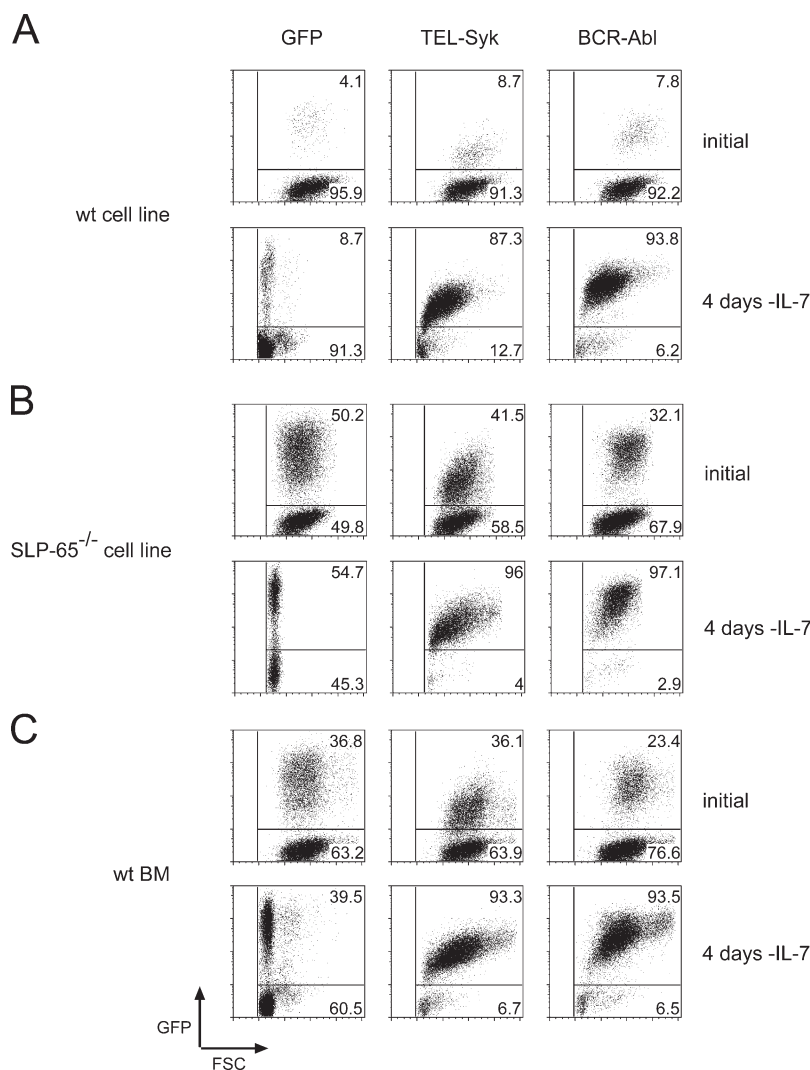 A
GFP TEL-Syk BCR-Abl
4.1 8.7 7.8
initial
95.9 91.3 92.2
wt cell line
8.7 87.3 93.8
4 days -IL-7
91.3 12.7 6.2
B
50.2 41.5 32.1
initial
49.8 58.5 67.9
SLP-65-/- cell line
54.7 96 97.1
4 days -IL-7
45.3 4 2.9
C
36.8 36.1 23.4
initial
63.2 63.9 76.6
wt BM
39.5 93.3 93.5
4 days -IL-7
60.5 6.7 6.5
GFP
FSC